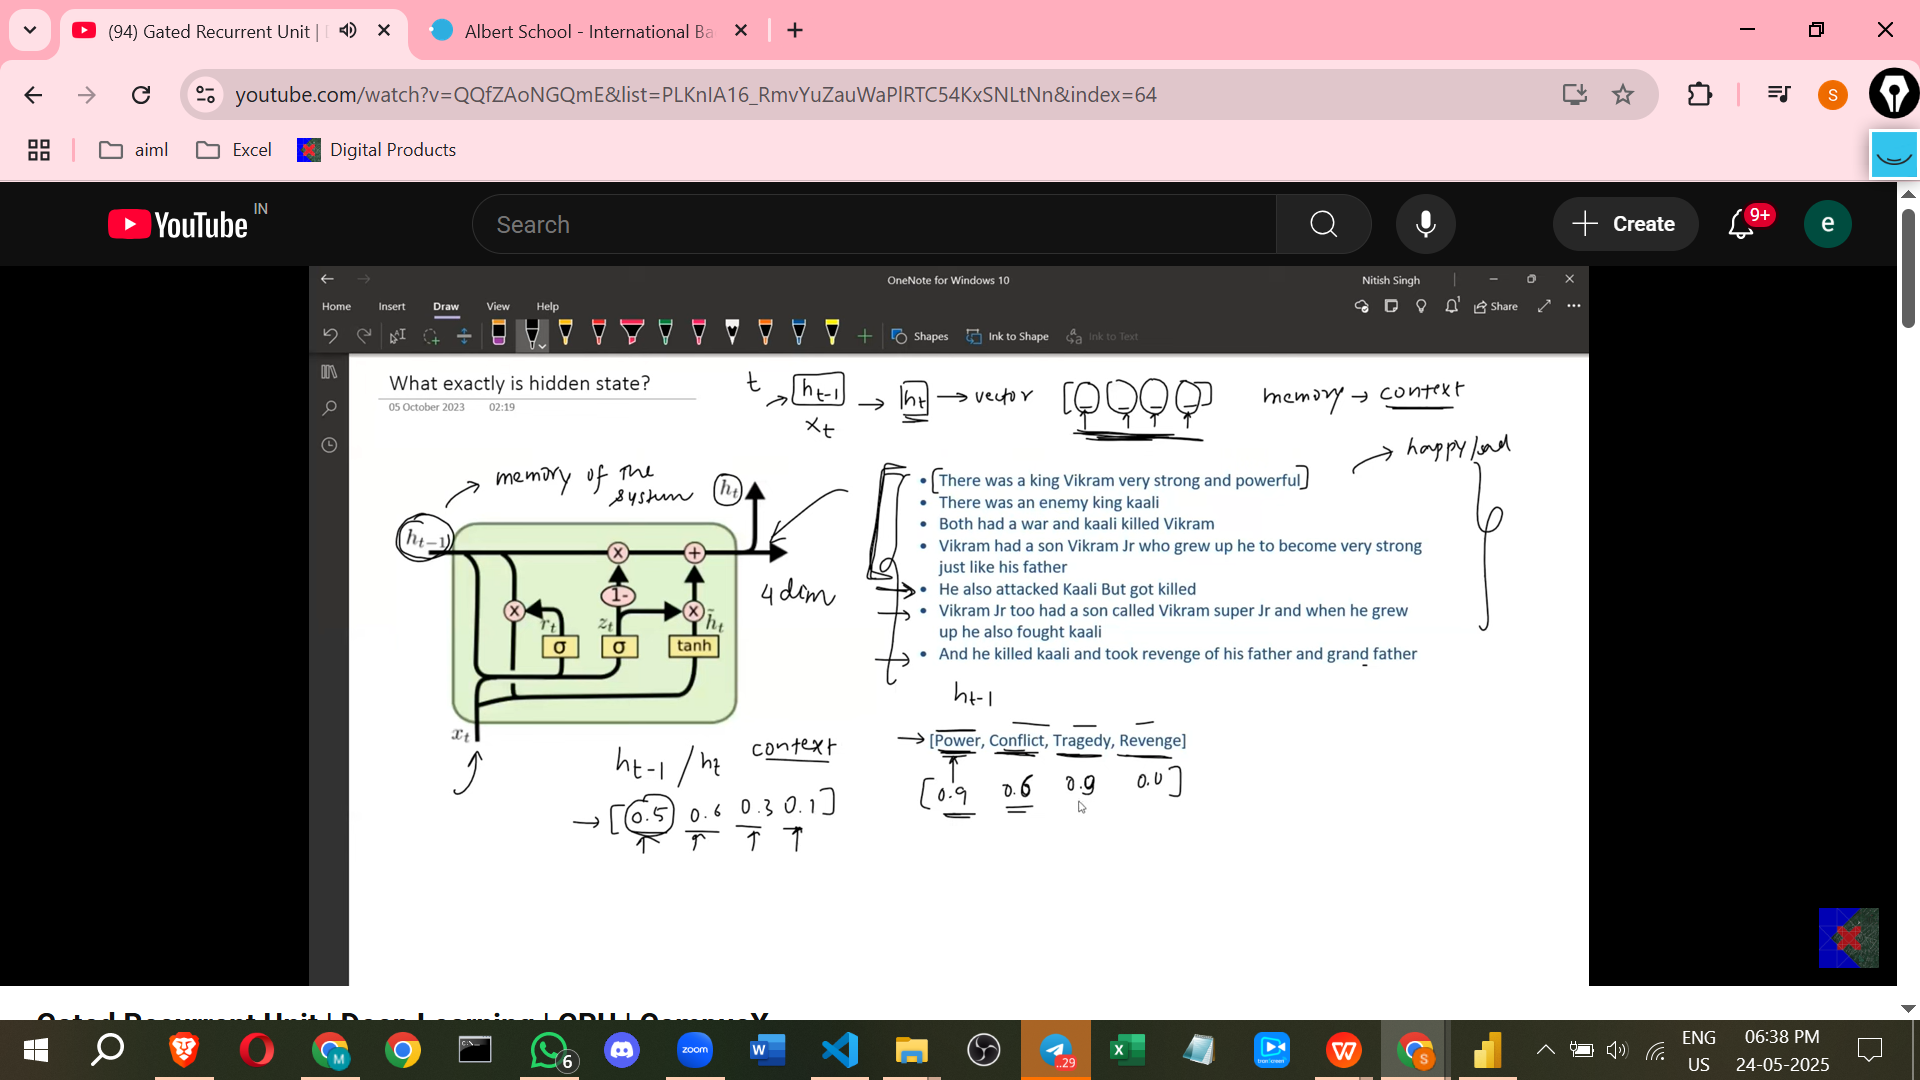 (94) Gated Recurrent Unit |
Albert School - International Ba
youtube.com/watch?v=QQfZAoNGQmE&list=PLKnIA16_RmvYuZauWaPlRTC54KxSNLtNn&index=64
S
aiml
Excel
Digital Products
YouTube IN
Search
Create
9+
e
OneNote for Windows 10
Nitish Singh
Home Insert Draw View Help
Share
Shapes
Ink to Shape
Ink to Text
What exactly is hidden state?
05 October 2023 02:19
t
ht-1
xt
ht → vector
memory → context
happy/sad
memory of the
system
ht
ht-1
• There was a king Vikram very strong and powerful
• There was an enemy king kaali
• Both had a war and kaali killed Vikram
• Vikram had a son Vikram Jr who grew up he to become very strong
just like his father
• He also attacked Kaali But got killed
• Vikram Jr too had a son called Vikram super Jr and when he grew
up he also fought kaali
• And he killed kaali and took revenge of his father and grand father
x +
1-
4 dim
x x
rt zt h̃t
σ σ tanh
xt
ht-1
[Power, Conflict, Tragedy, Revenge]
[0.9 0.6 0.9 0.0]
ht-1 / ht context
[0.5 0.6 0.3 0.1]
Gated Recurrent Unit | Deep Learning | GRU | CampusX
M
6
zoom
..29
S
ENG
US
06:38 PM
24-05-2025